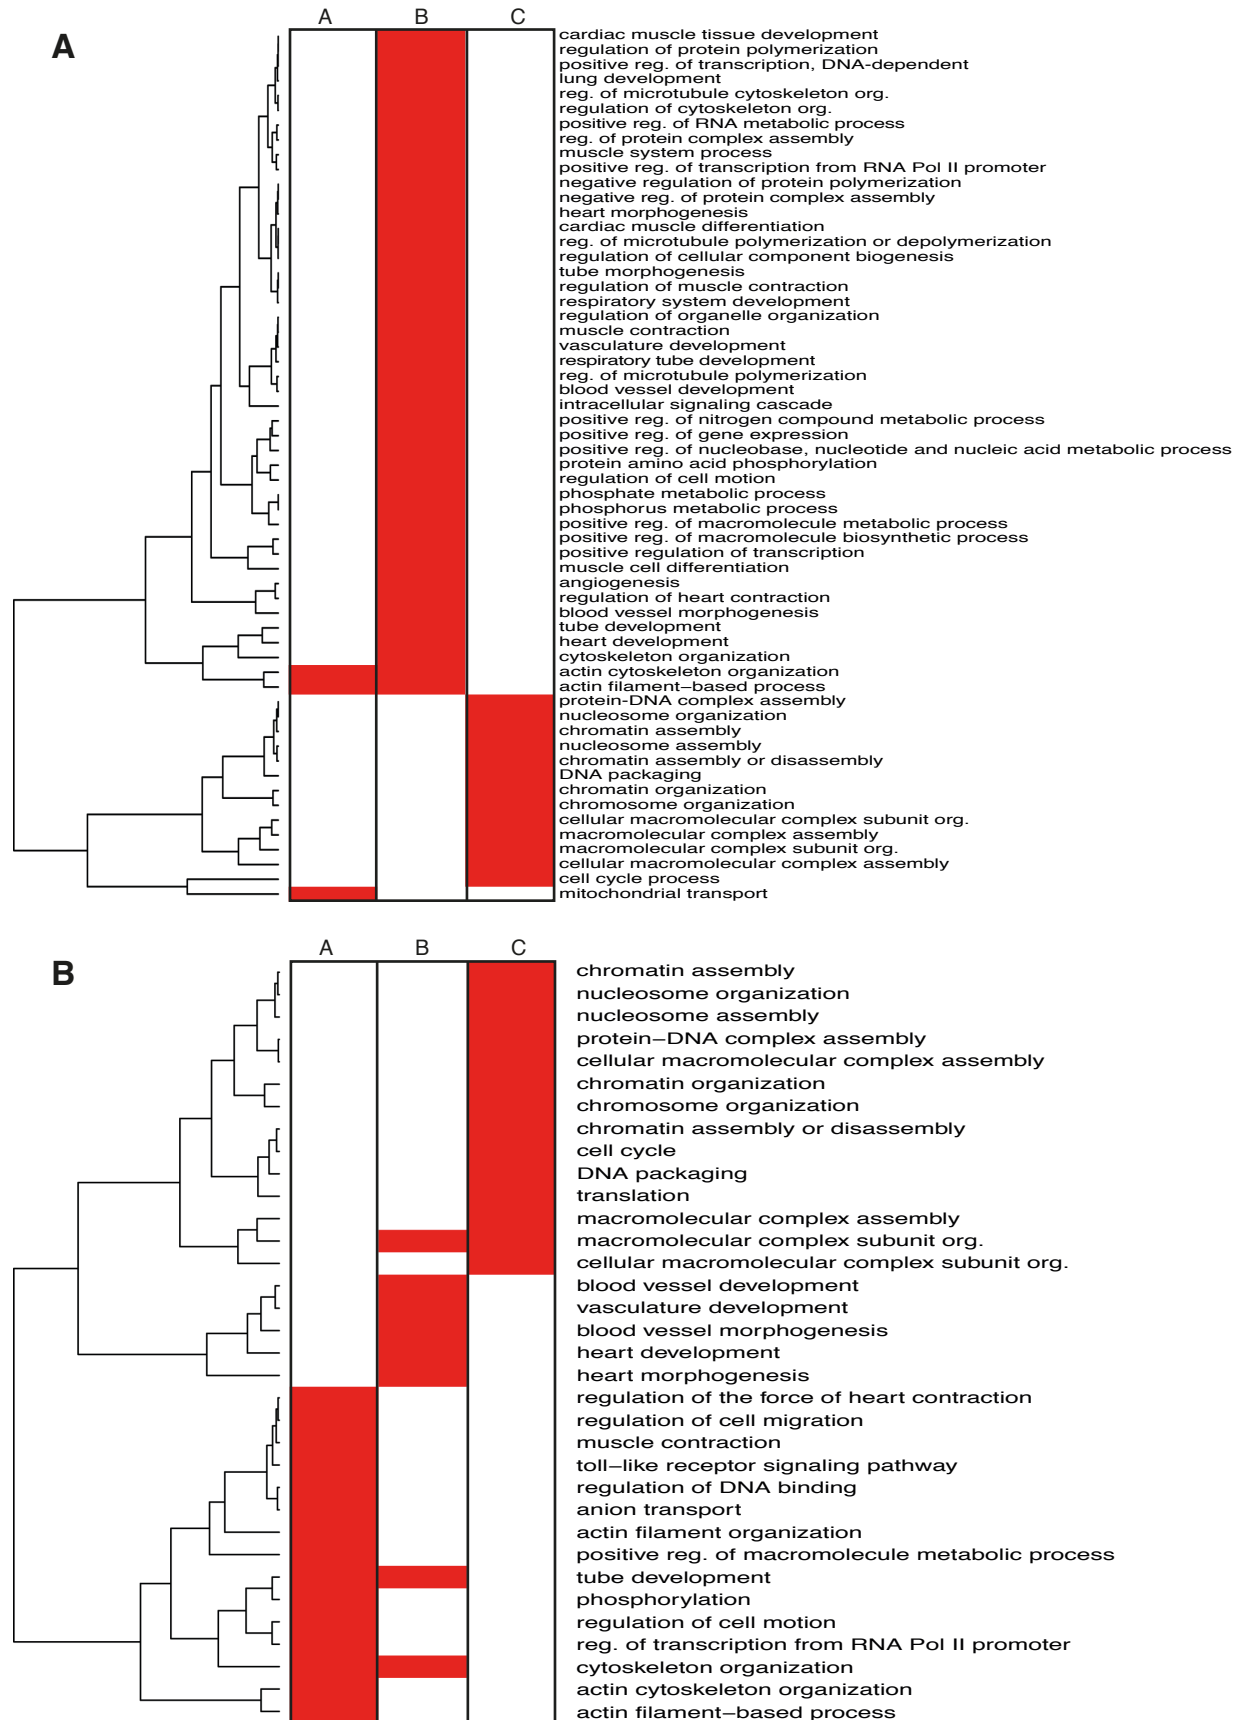 A B C
A
cardiac muscle tissue development
regulation of protein polymerization
positive reg. of transcription, DNA-dependent
lung development
reg. of microtubule cytoskeleton org.
regulation of cytoskeleton org.
positive reg. of RNA metabolic process
reg. of protein complex assembly
muscle system process
positive reg. of transcription from RNA Pol II promoter
negative regulation of protein polymerization
negative reg. of protein complex assembly
heart morphogenesis
cardiac muscle differentiation
reg. of microtubule polymerization or depolymerization
regulation of cellular component biogenesis
tube morphogenesis
regulation of muscle contraction
respiratory system development
regulation of organelle organization
muscle contraction
vasculature development
respiratory tube development
reg. of microtubule polymerization
blood vessel development
intracellular signaling cascade
positive reg. of nitrogen compound metabolic process
positive reg. of gene expression
positive reg. of nucleobase, nucleotide and nucleic acid metabolic process
protein amino acid phosphorylation
regulation of cell motion
phosphate metabolic process
phosphorus metabolic process
positive reg. of macromolecule metabolic process
positive reg. of macromolecule biosynthetic process
positive regulation of transcription
muscle cell differentiation
angiogenesis
regulation of heart contraction
blood vessel morphogenesis
tube development
heart development
cytoskeleton organization
actin cytoskeleton organization
actin filament−based process
protein-DNA complex assembly
nucleosome organization
chromatin assembly
nucleosome assembly
chromatin assembly or disassembly
DNA packaging
chromatin organization
chromosome organization
cellular macromolecular complex subunit org.
macromolecular complex assembly
macromolecular complex subunit org.
cellular macromolecular complex assembly
cell cycle process
mitochondrial transport
A B C
B
chromatin assembly
nucleosome organization
nucleosome assembly
protein−DNA complex assembly
cellular macromolecular complex assembly
chromatin organization
chromosome organization
chromatin assembly or disassembly
cell cycle
DNA packaging
translation
macromolecular complex assembly
macromolecular complex subunit org.
cellular macromolecular complex subunit org.
blood vessel development
vasculature development
blood vessel morphogenesis
heart development
heart morphogenesis
regulation of the force of heart contraction
regulation of cell migration
muscle contraction
toll−like receptor signaling pathway
regulation of DNA binding
anion transport
actin filament organization
positive reg. of macromolecule metabolic process
tube development
phosphorylation
regulation of cell motion
reg. of transcription from RNA Pol II promoter
cytoskeleton organization
actin cytoskeleton organization
actin filament−based process